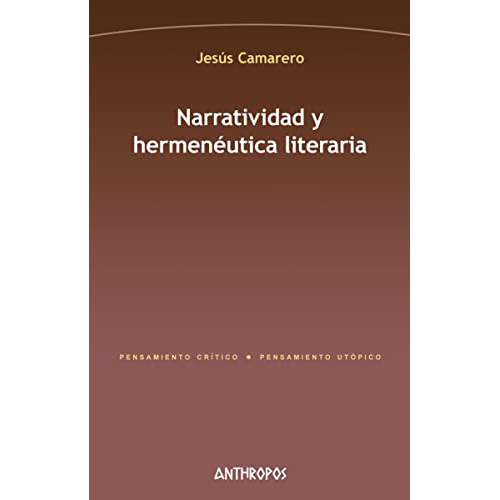 Jesús Camarero
Narratividad y
hermenéutica literaria
PENSAMIENTO CRÍTICO ● PENSAMIENTO UTÓPICO
ANTHROPOS